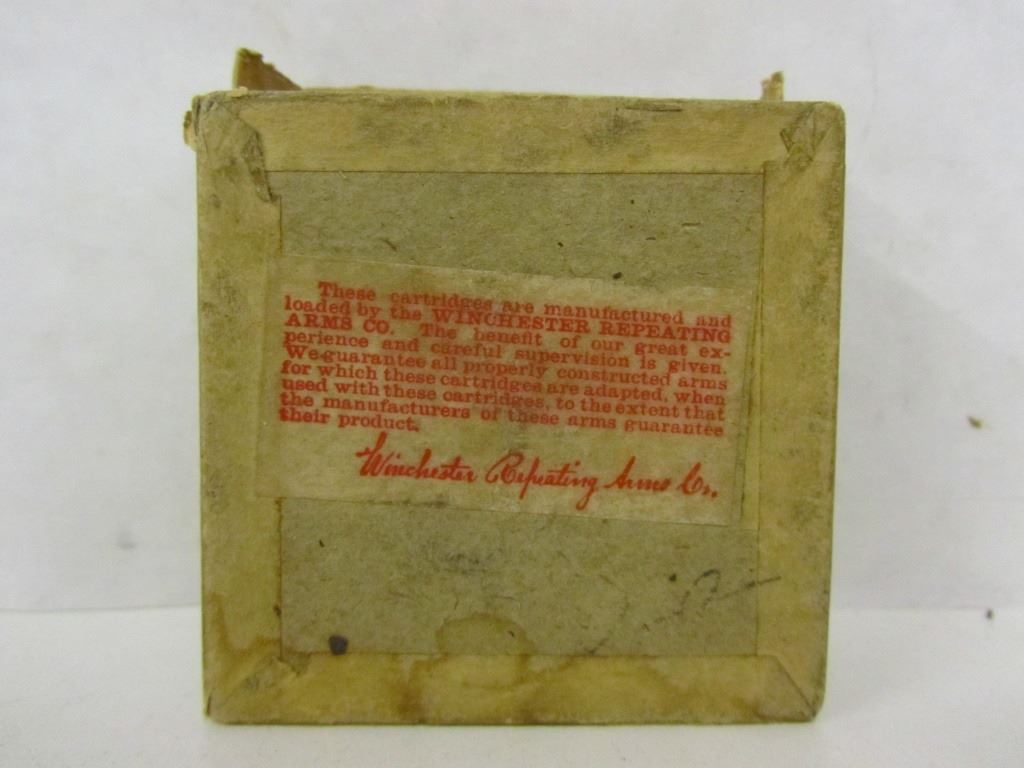 These cartridges are manufactured and
loaded by the WINCHESTER REPEATING
ARMS CO. The benefit of our great ex-
perience and careful supervision is given.
We guarantee all properly constructed arms
for which these cartridges are adapted, when
used with these cartridges, to the extent that
the manufacturers of these arms guarantee
their product.
Winchester Repeating Arms Co.